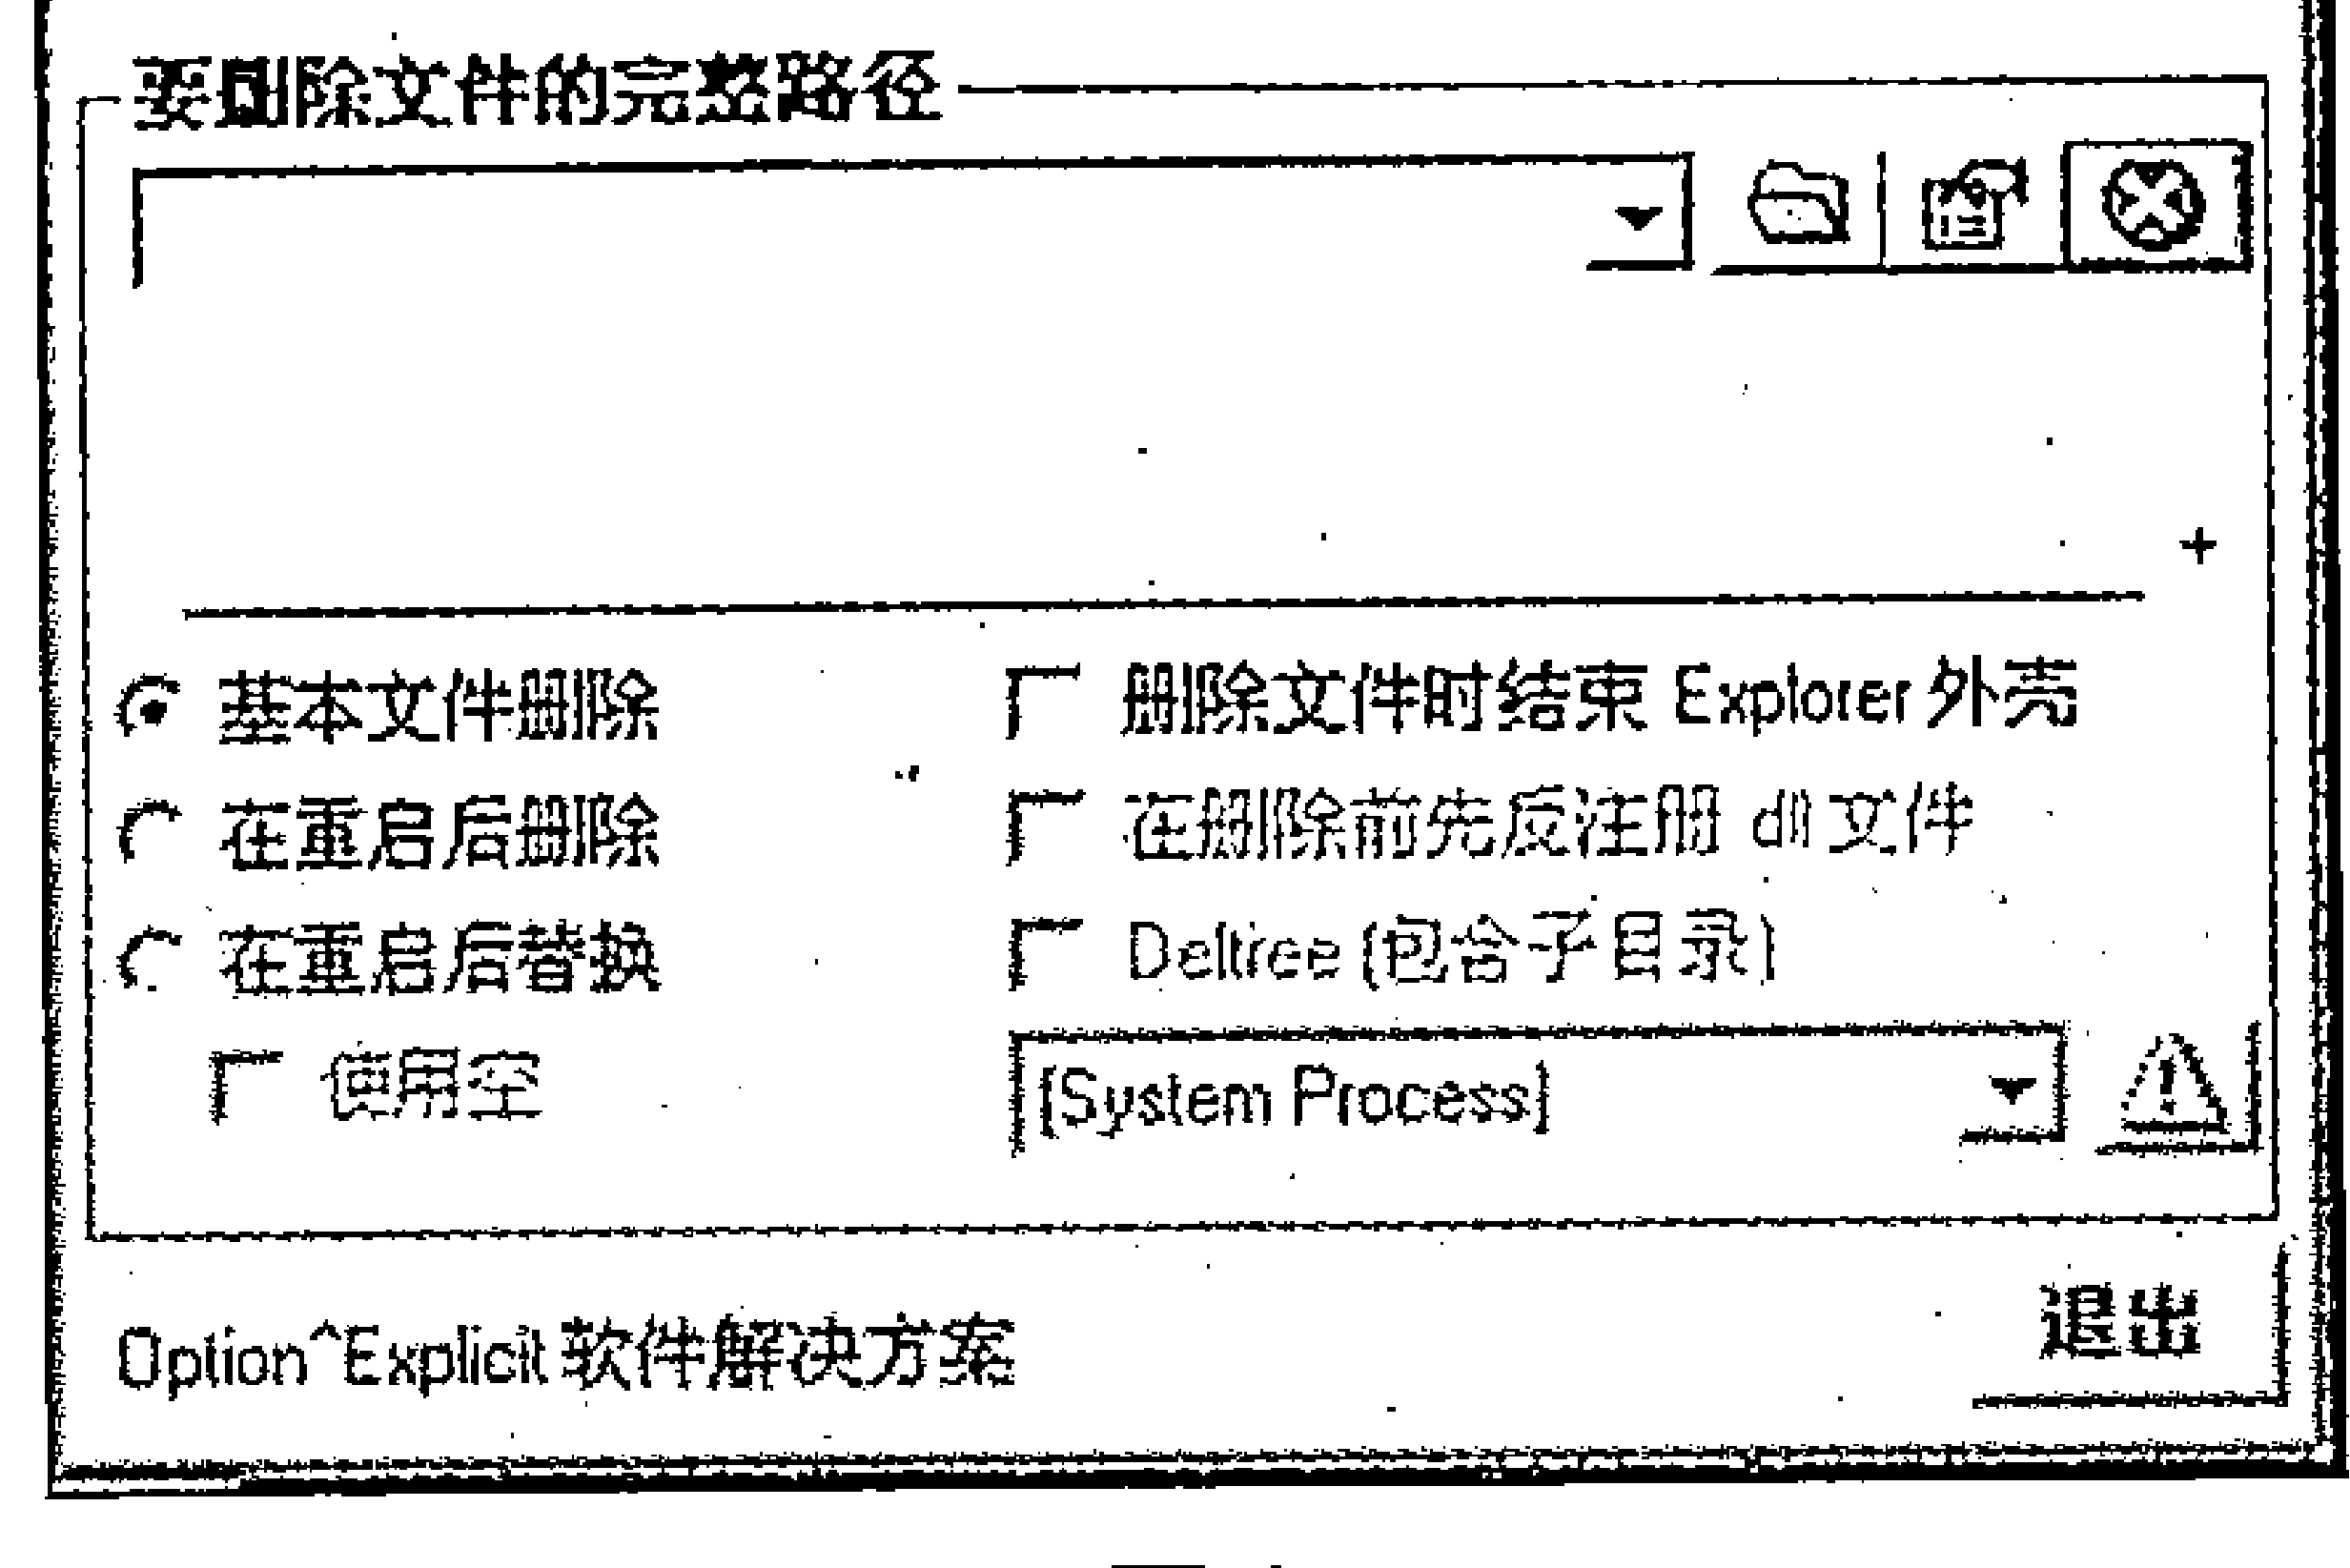 要删除文件的完整路径
基本文件删除
删除文件时结束 Explorer 外壳
在重启后删除
在删除前先反注册 dll 文件
在重启后替换
Deltree (包含子目录)
使用空
[System Process]
Option^Explicit 软件解决方案
退出